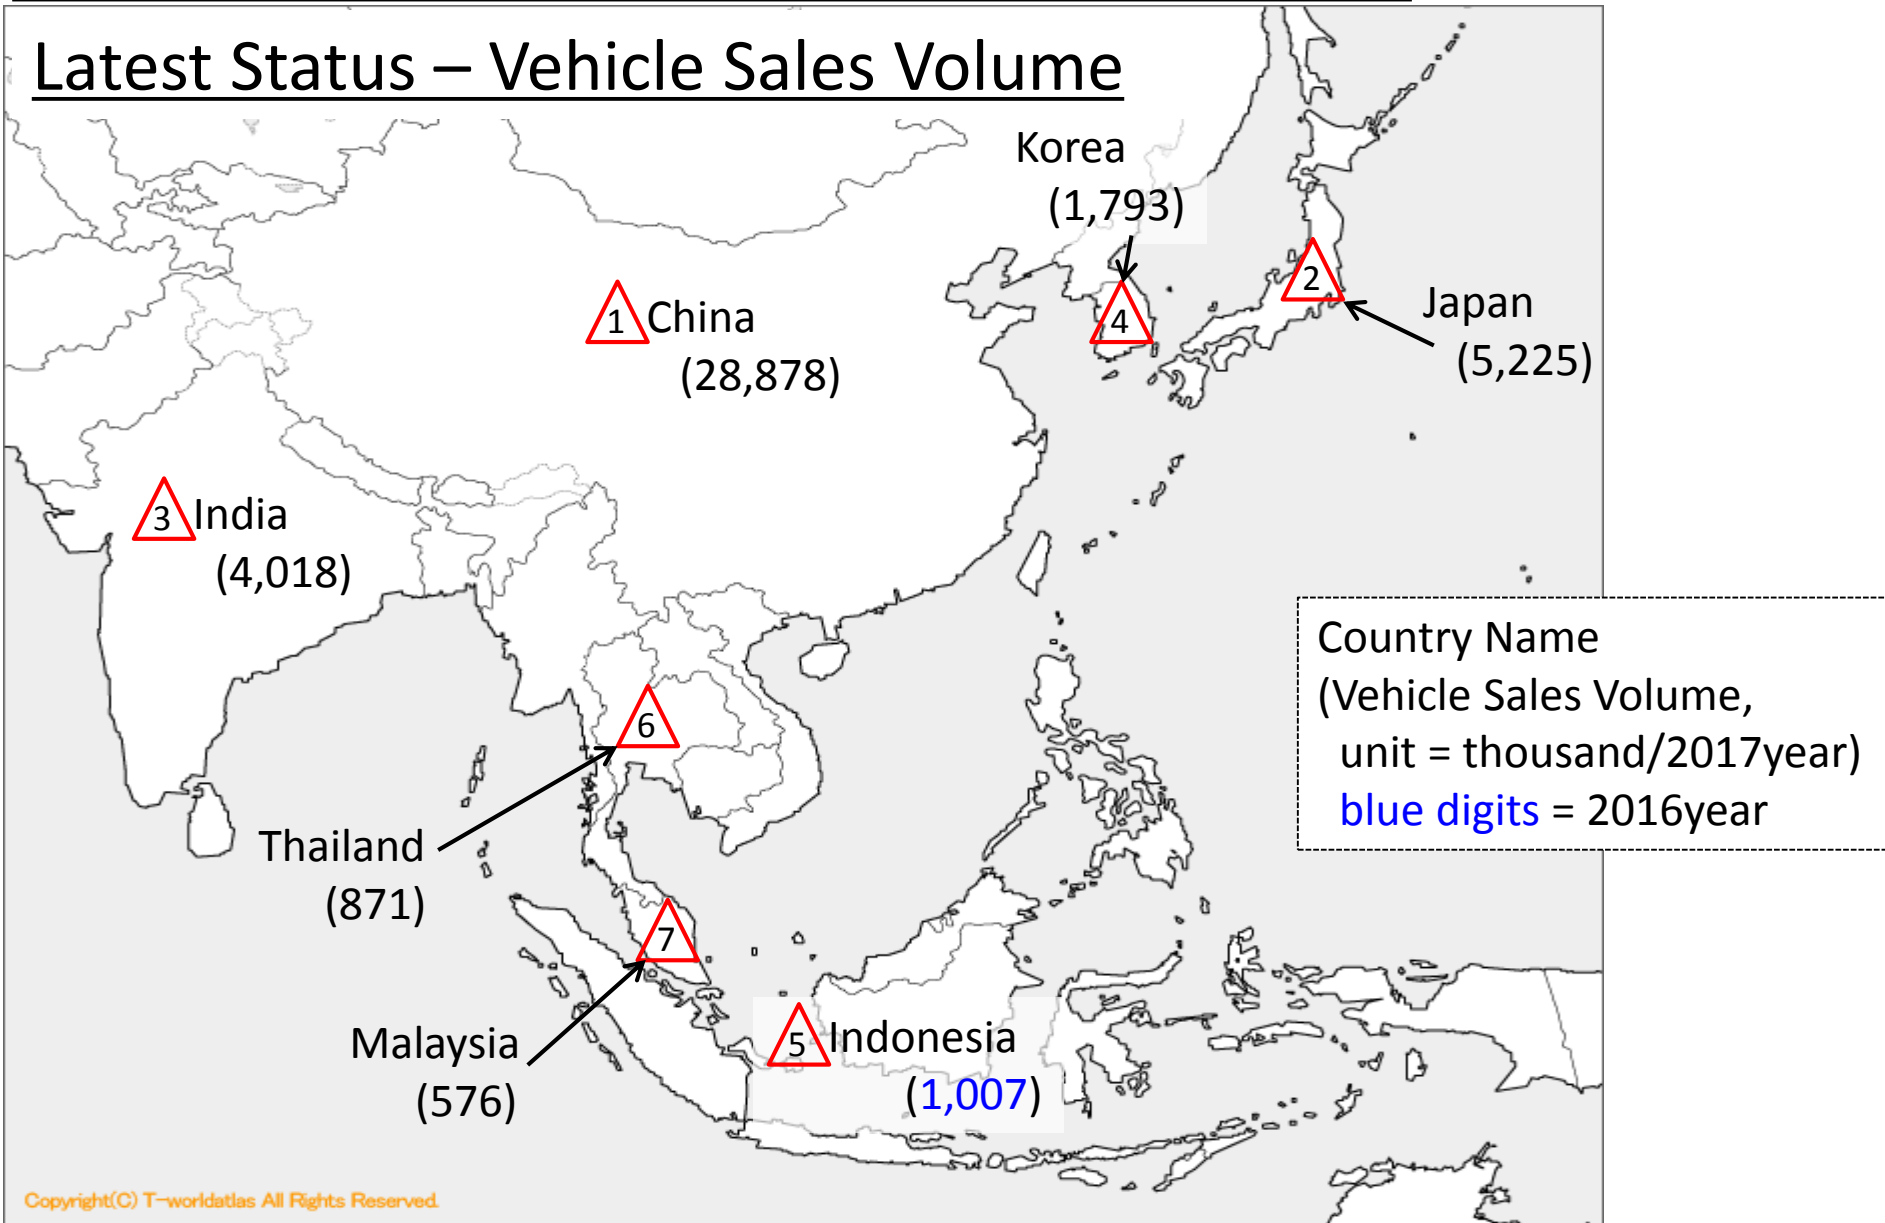 Latest Status – Vehicle Sales Volume
Korea
(1,793)
2
Japan
(5,225)
4
1 China
(28,878)
3 India
(4,018)
Country Name
(Vehicle Sales Volume,
unit = thousand/2017year)
blue digits = 2016year
6
Thailand
(871)
7
Malaysia
(576)
5 Indonesia
(1,007)
Copyright(C) T-worldatlas All Rights Reserved.